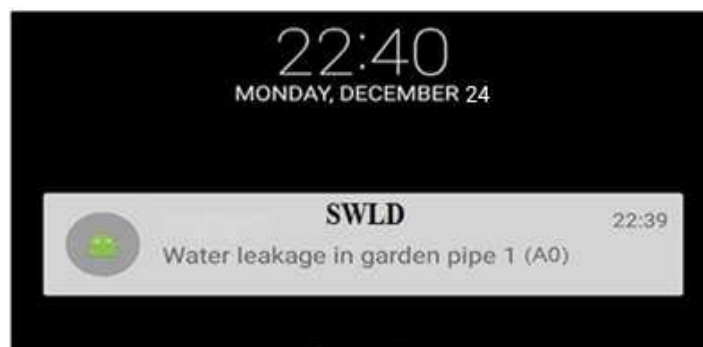 22:40
MONDAY, DECEMBER 24
SWLD
22:39
Water leakage in garden pipe 1 (A0)